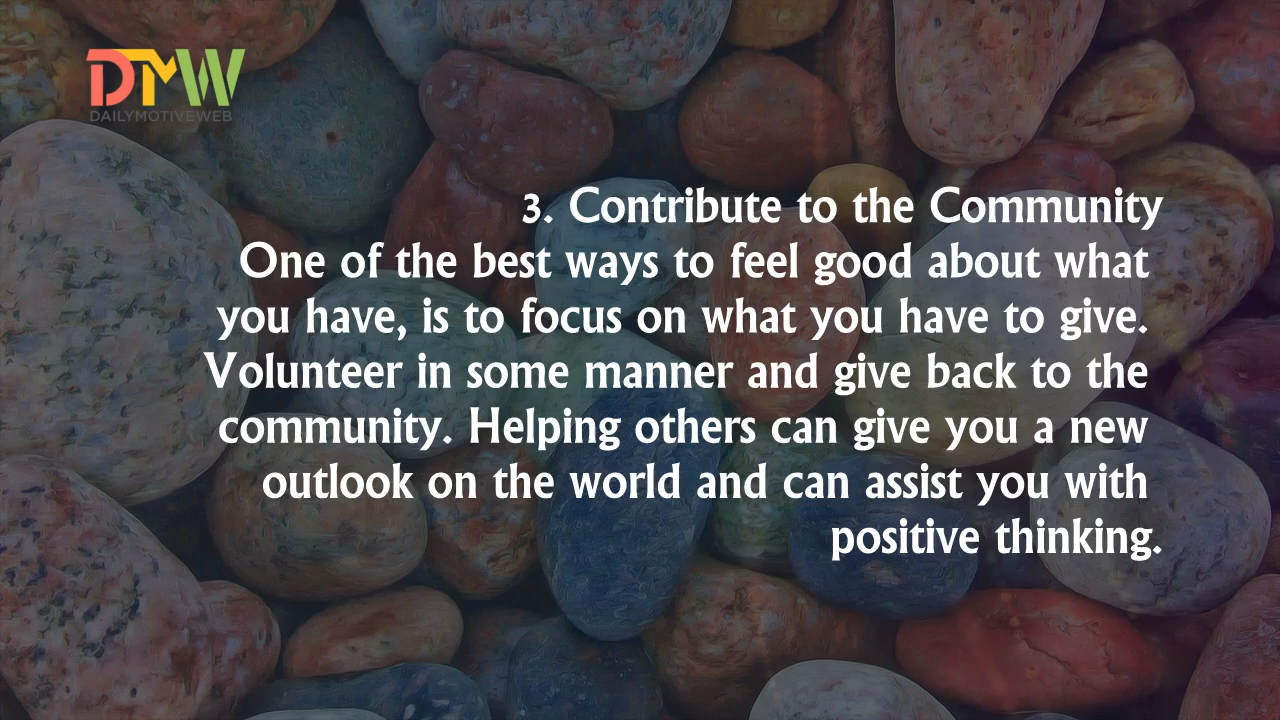 DTMW
DAILYMOTIVEWEB
3. Contribute to the Community
One of the best ways to feel good about what
you have, is to focus on what you have to give.
Volunteer in some manner and give back to the
community. Helping others can give you a new
outlook on the world and can assist you with
positive thinking.